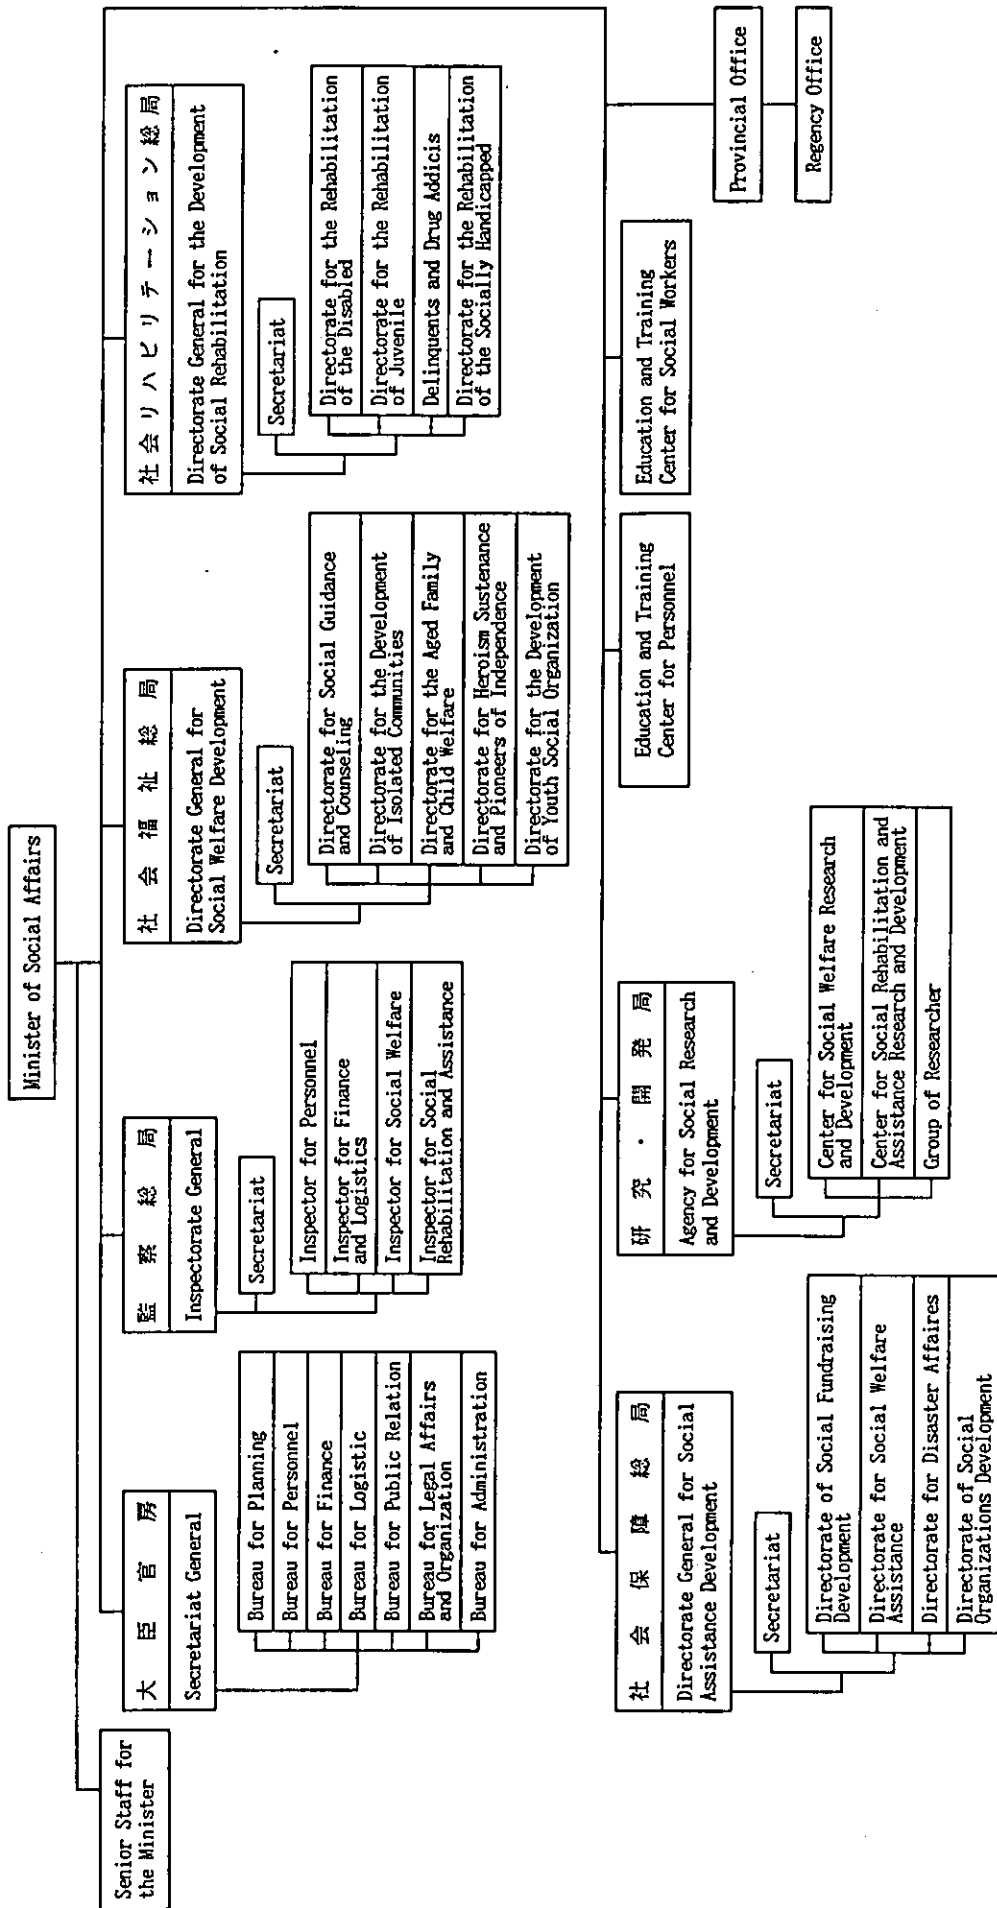 Minister of Social Affairs
Senior Staff for
the Minister
大臣官房
Secretariat General
Bureau for Planning
Bureau for Personnel
Bureau for Finance
Bureau for Logistic
Bureau for Public Relation
Bureau for Legal Affairs
and Organization
Bureau for Administration
監察総局
Inspectorate General
Secretariat
Inspector for Personnel
Inspector for Finance
and Logistics
Inspector for Social Welfare
Inspector for Social
Rehabilitation and Assistance
社会福祉総局
Directorate General for
Social Welfare Development
Secretariat
Directorate for Social Guidance
and Counseling
Directorate for the Development
of Isolated Communities
Directorate for the Aged Family
and Child Welfare
Directorate for Heroism Sustenance
and Pioneers of Independence
Directorate for the Development
of Youth Social Organization
社会リハビリテーション総局
Directorate General for the Development
of Social Rehabilitation
Secretariat
Directorate for the Rehabilitation
of the Disabled
Directorate for the Rehabilitation
of Juvenile
Delinquents and Drug Addicis
Directorate for the Rehabilitation
of the Socially Handicapped
社会保障総局
Directorate General for Social
Assistance Development
Secretariat
Directorate of Social Fundraising
Development
Directorate for Social Welfare
Assistance
Directorate for Disaster Affaires
Directorate of Social
Organizations Development
研究・開発局
Agency for Social Research
and Development
Secretariat
Center for Social Welfare Research
and Development
Center for Social Rehabilitation and
Assistance Research and Development
Group of Researcher
Education and Training
Center for Personnel
Education and Training
Center for Social Workers
Provincial Office
Regency Office